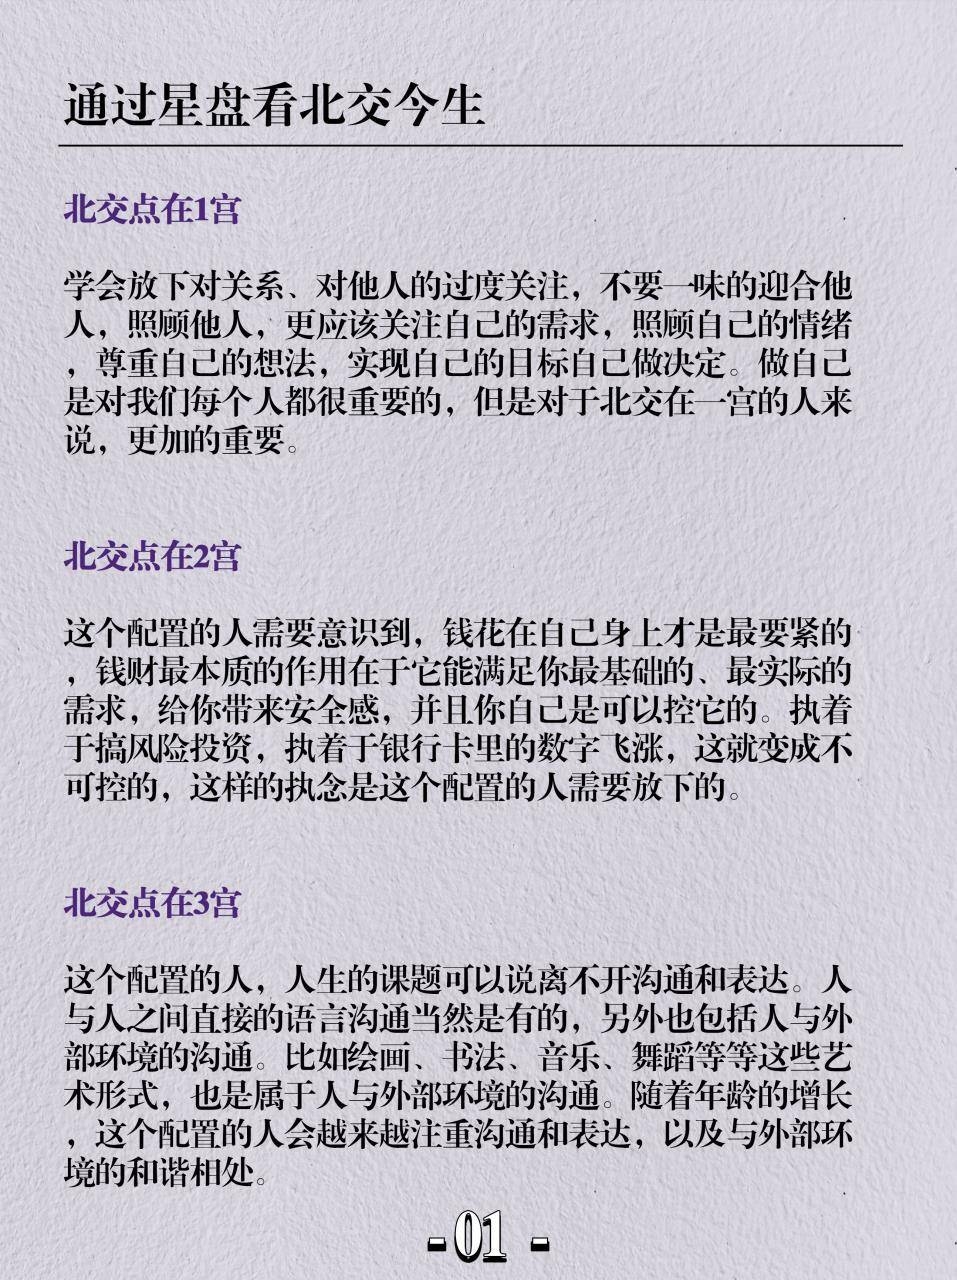 通过星盘看北交今生
北交点在1宫
学会放下对关系、对他人的过度关注，不要一味的迎合他
人，照顾他人，更应该关注自己的需求，照顾自己的情绪
，尊重自己的想法，实现自己的目标自己做决定。做自己
是对我们每个人都很重要的，但是对于北交在一宫的人来
说，更加的重要。
北交点在2宫
这个配置的人需要意识到，钱花在自己身上才是最要紧的
，钱财最本质的作用在于它能满足你最基础的、最实际的
需求，给你带来安全感，并且你自己是可以控它的。执着
于搞风险投资，执着于银行卡里的数字飞涨，这就变成不
可控的，这样的执念是这个配置的人需要放下的。
北交点在3宫
这个配置的人，人生的课题可以说离不开沟通和表达。人
与人之间直接的语言沟通当然是有的，另外也包括人与外
部环境的沟通。比如绘画、书法、音乐、舞蹈等等这些艺
术形式，也是属于人与外部环境的沟通。随着年龄的增长
，这个配置的人会越来越注重沟通和表达，以及与外部环
境的和谐相处。
- 01 -